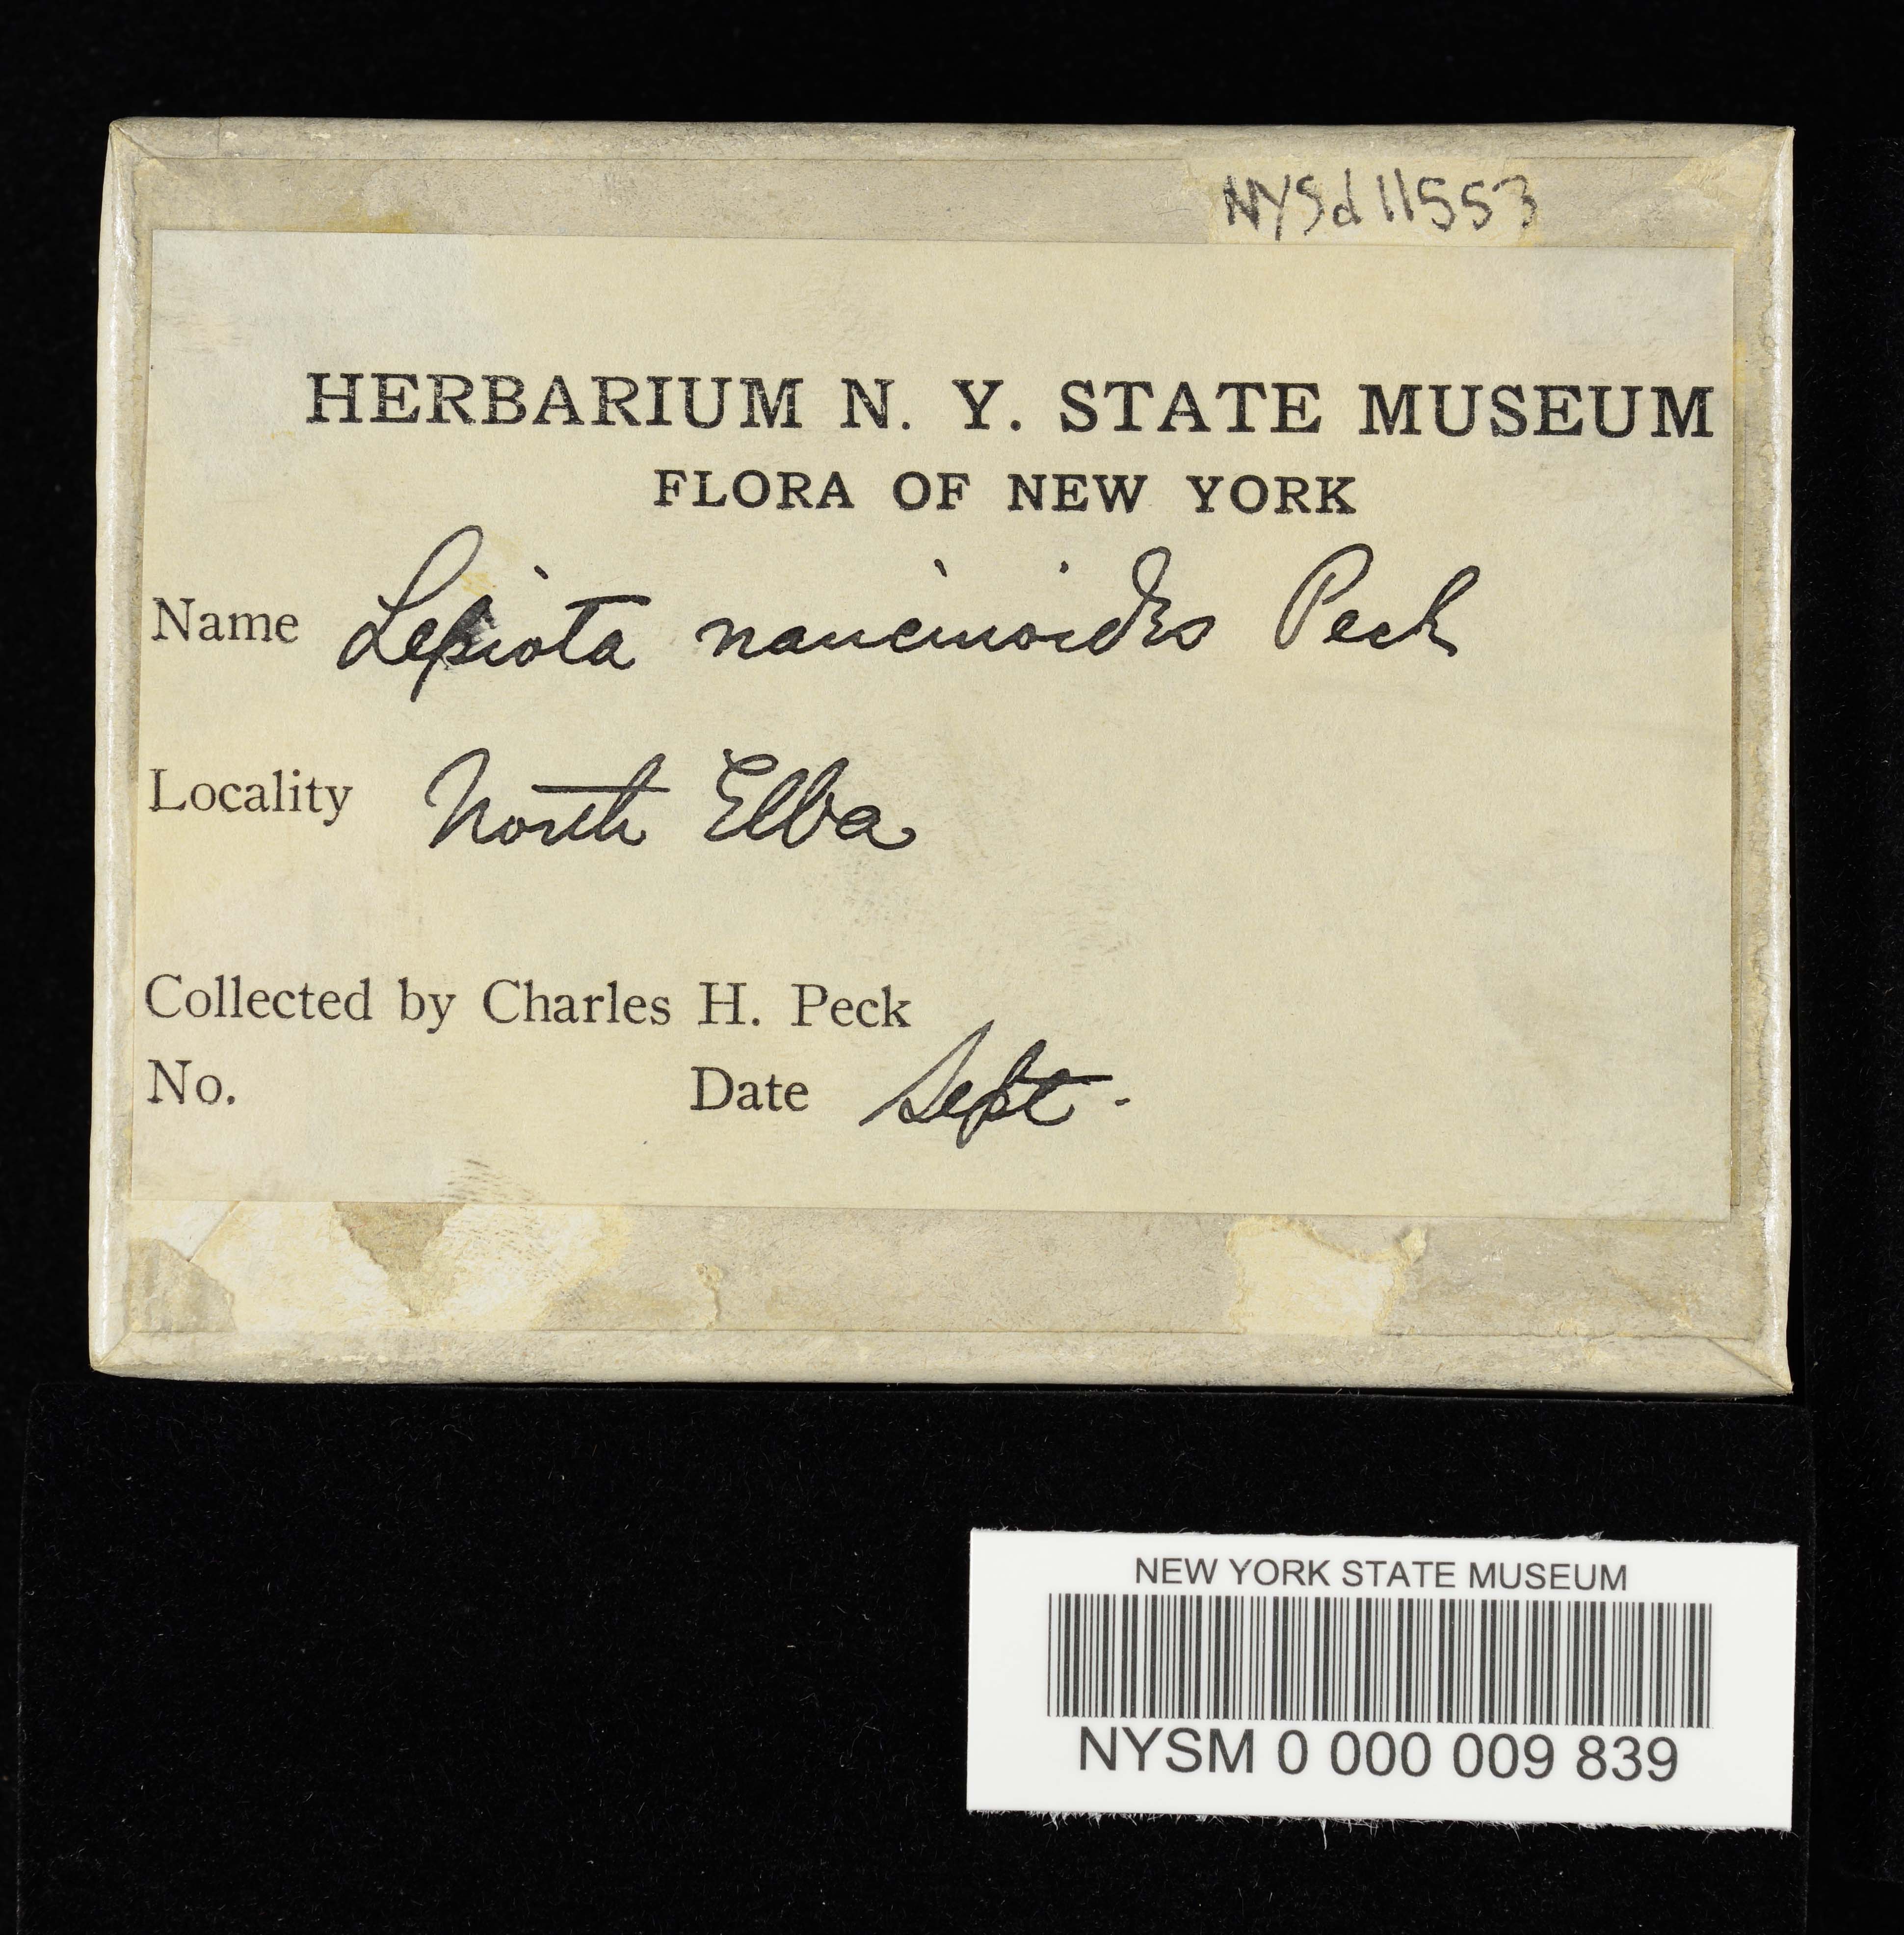 NYSd 11553
HERBARIUM N. Y. STATE MUSEUM
FLORA OF NEW YORK
Name Lepiota naucinoides Peck
Locality North Elba
Collected by Charles H. Peck
No. Date Sept.
NEW YORK STATE MUSEUM
NYSM 0 000 009 839